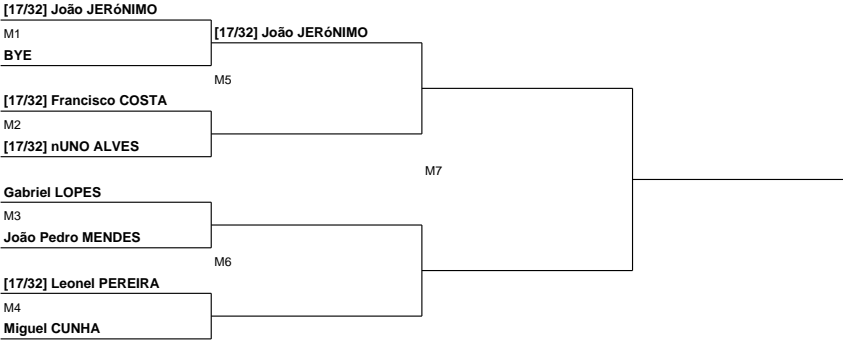 [17/32] João JERóNIMO
M1
[17/32] João JERóNIMO
BYE
M5
[17/32] Francisco COSTA
M2
[17/32] nUNO ALVES
M7
Gabriel LOPES
M3
João Pedro MENDES
M6
[17/32] Leonel PEREIRA
M4
Miguel CUNHA